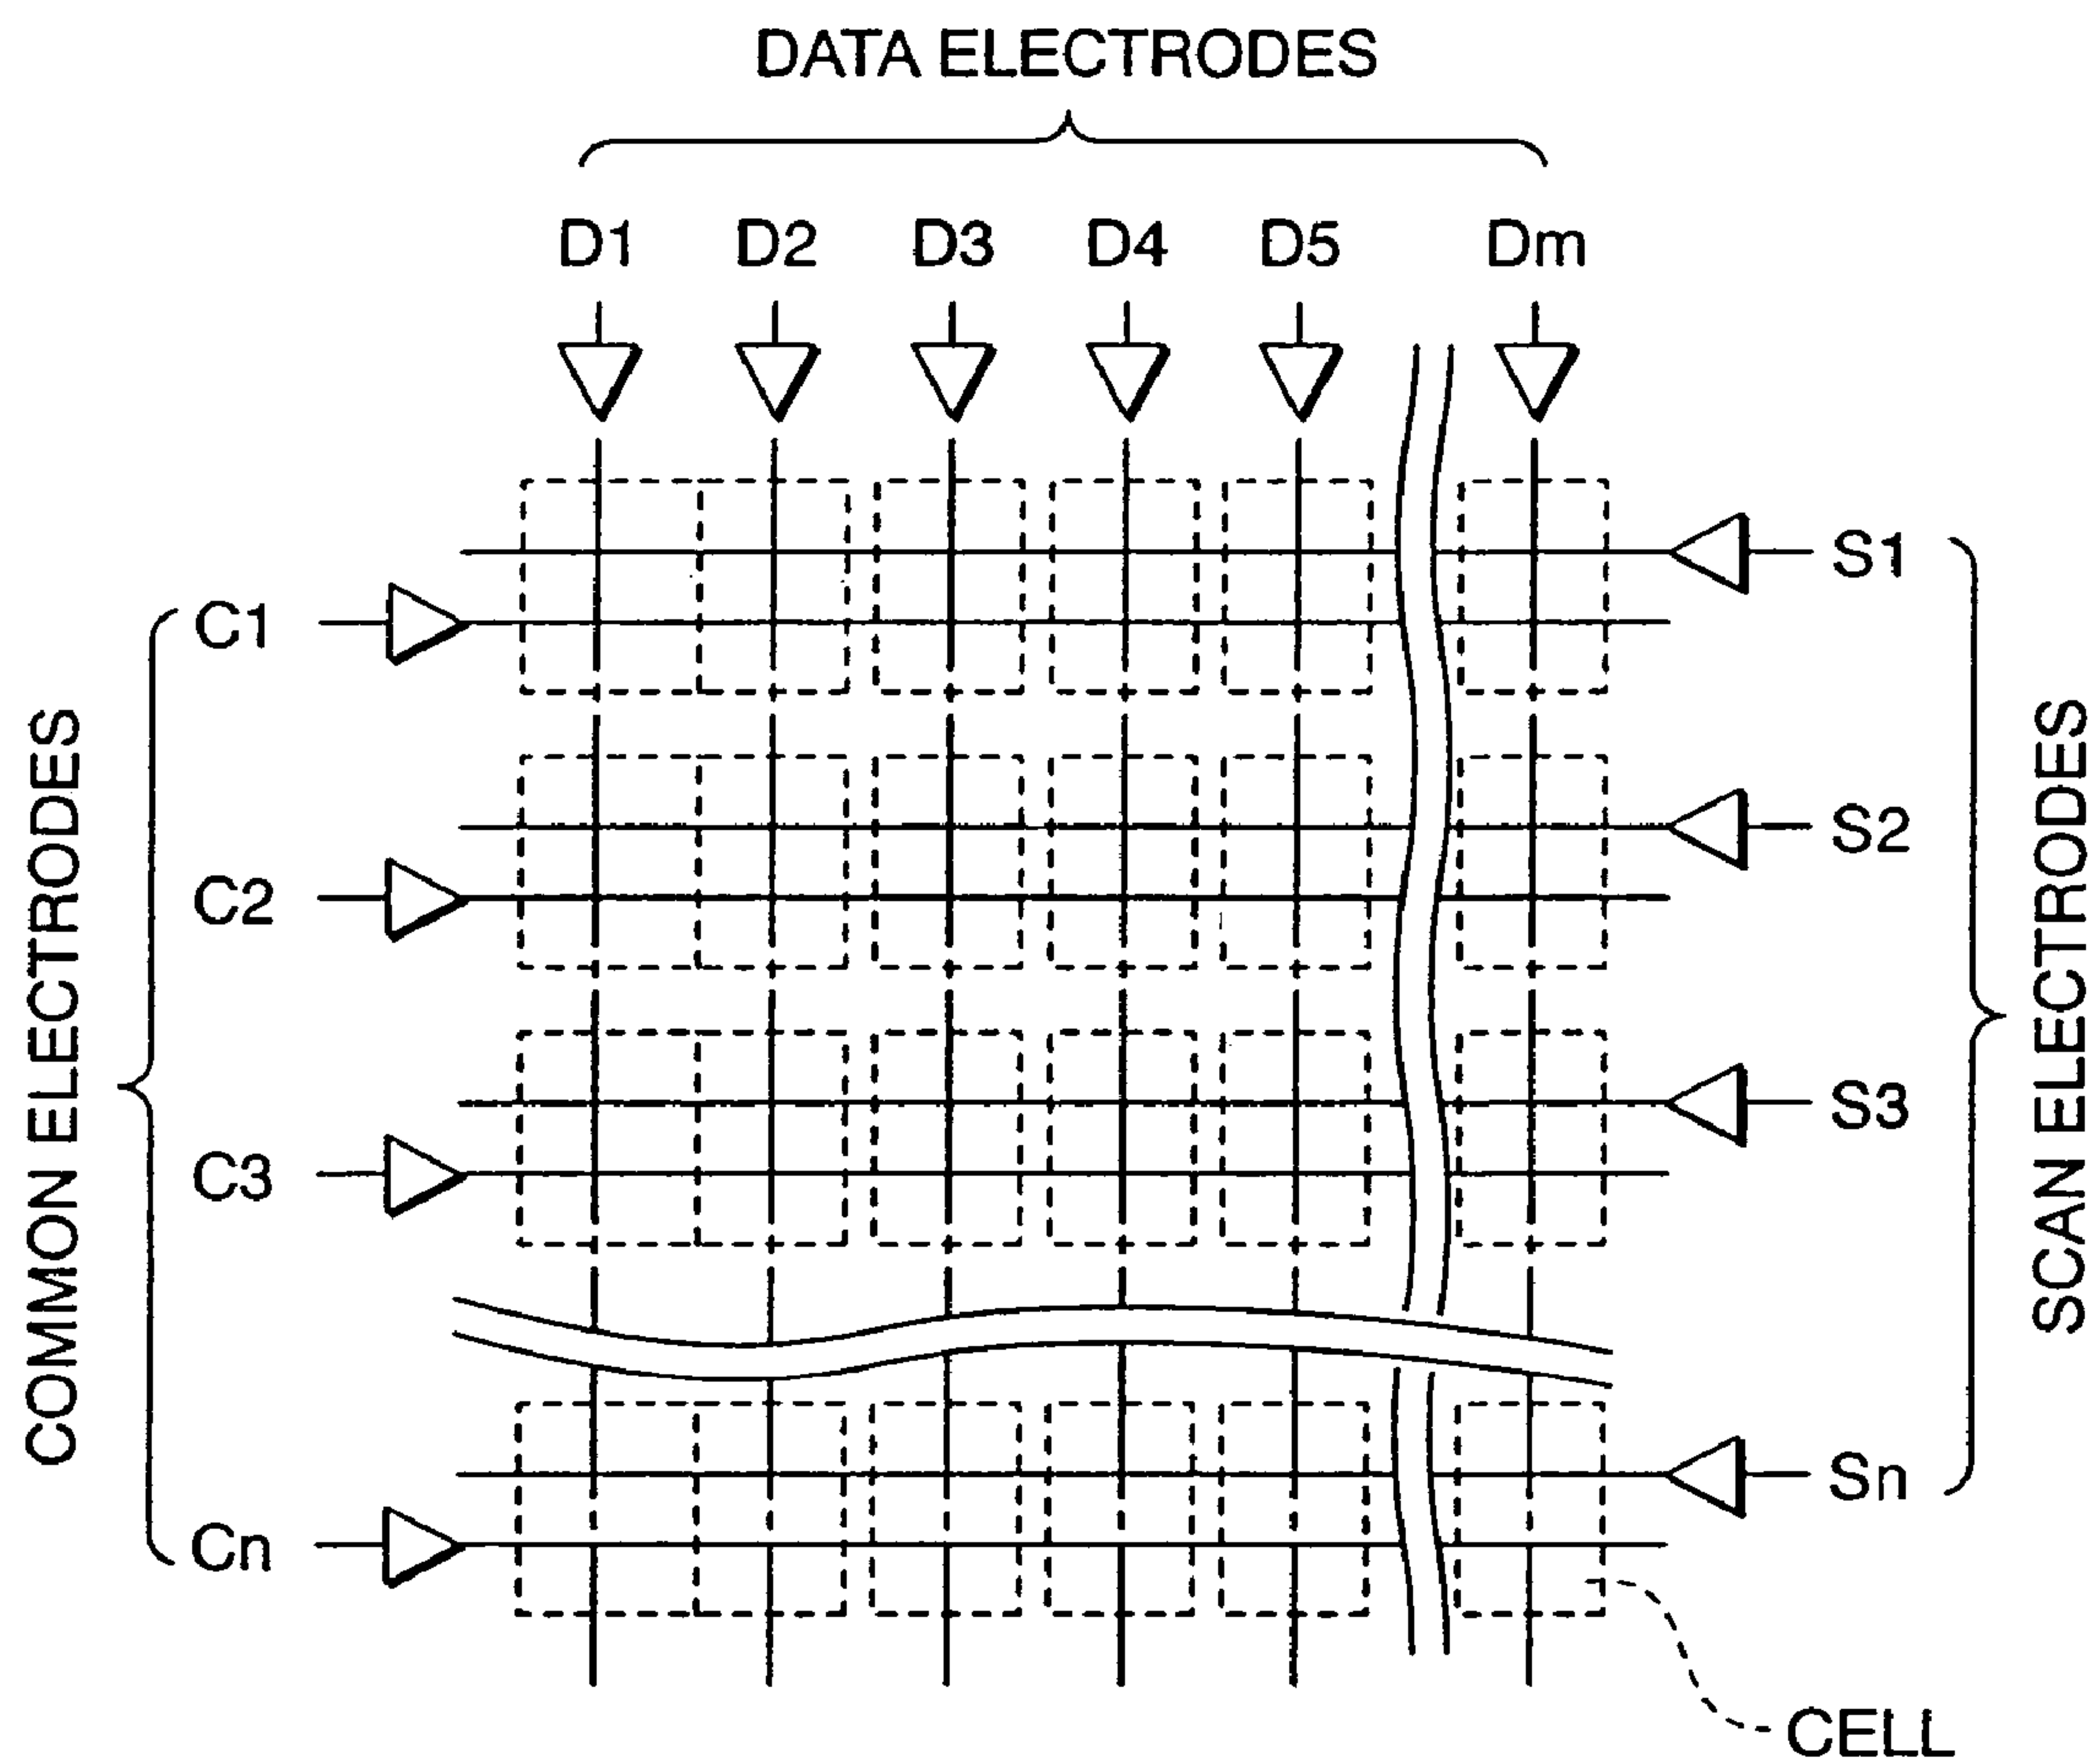 DATA ELECTRODES
D1 D2 D3 D4 D5 Dm
S1
C1
S2
C2
S3
C3
Sn
Cn
COMMON ELECTRODES
SCAN ELECTRODES
CELL